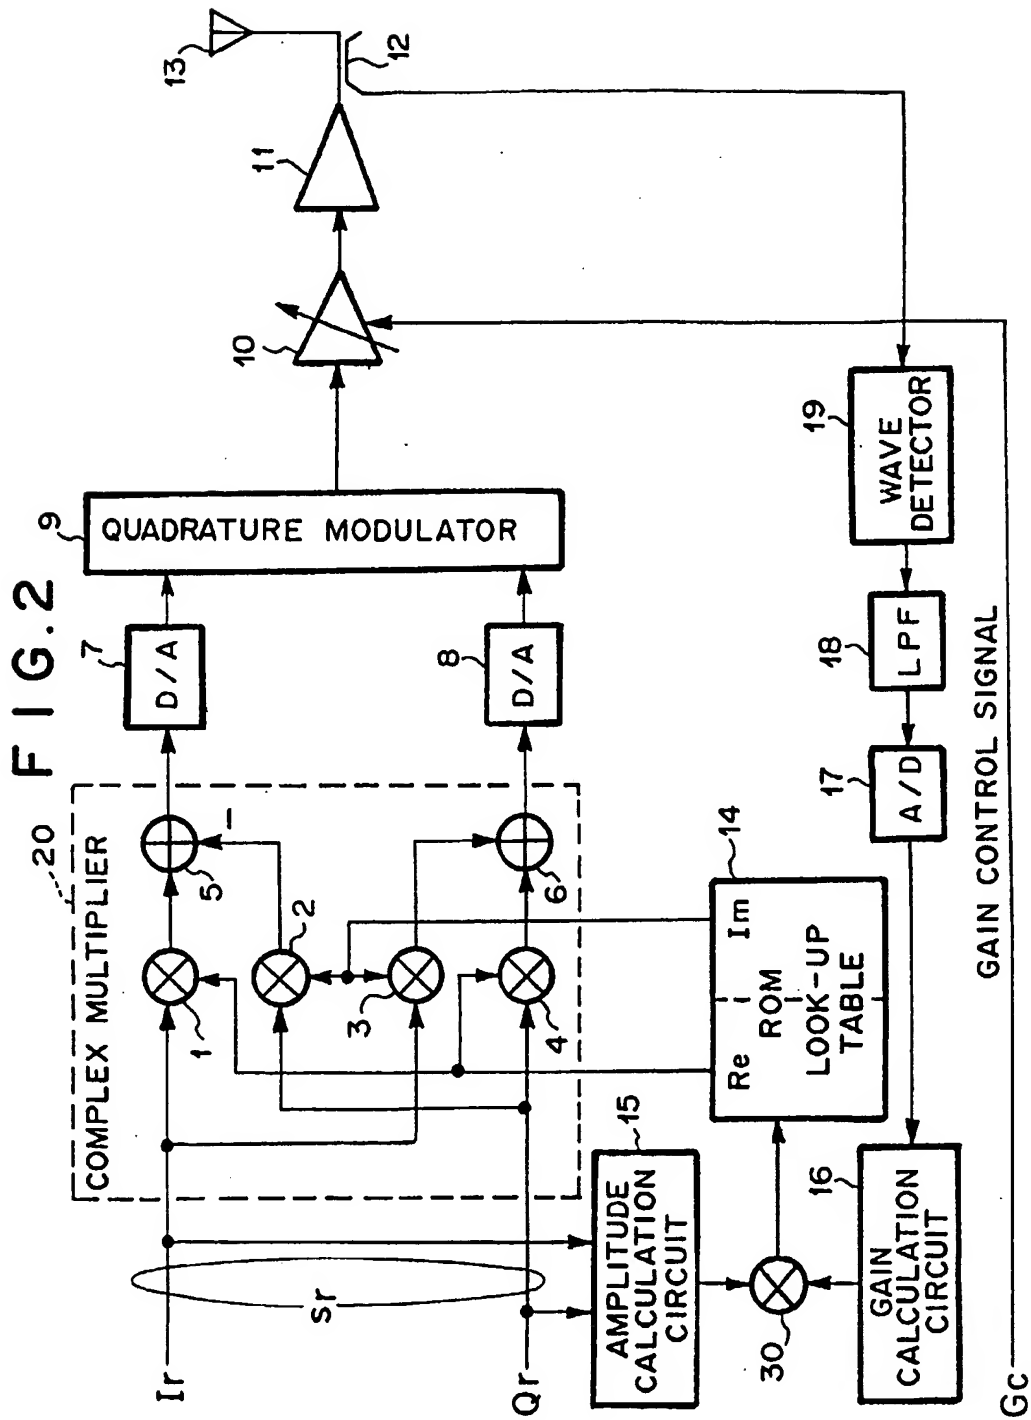 FIG.2
COMPLEX MULTIPLIER
20
Ir
Qr
sr
1
2
3
4
5
6
7
D/A
8
D/A
9
QUADRATURE MODULATOR
10
11
12
13
14
Re
Im
ROM
LOOK-UP
TABLE
15
AMPLITUDE
CALCULATION
CIRCUIT
30
16
GAIN
CALCULATION
CIRCUIT
17
A/D
18
LPF
19
WAVE
DETECTOR
Gc
GAIN CONTROL SIGNAL
−